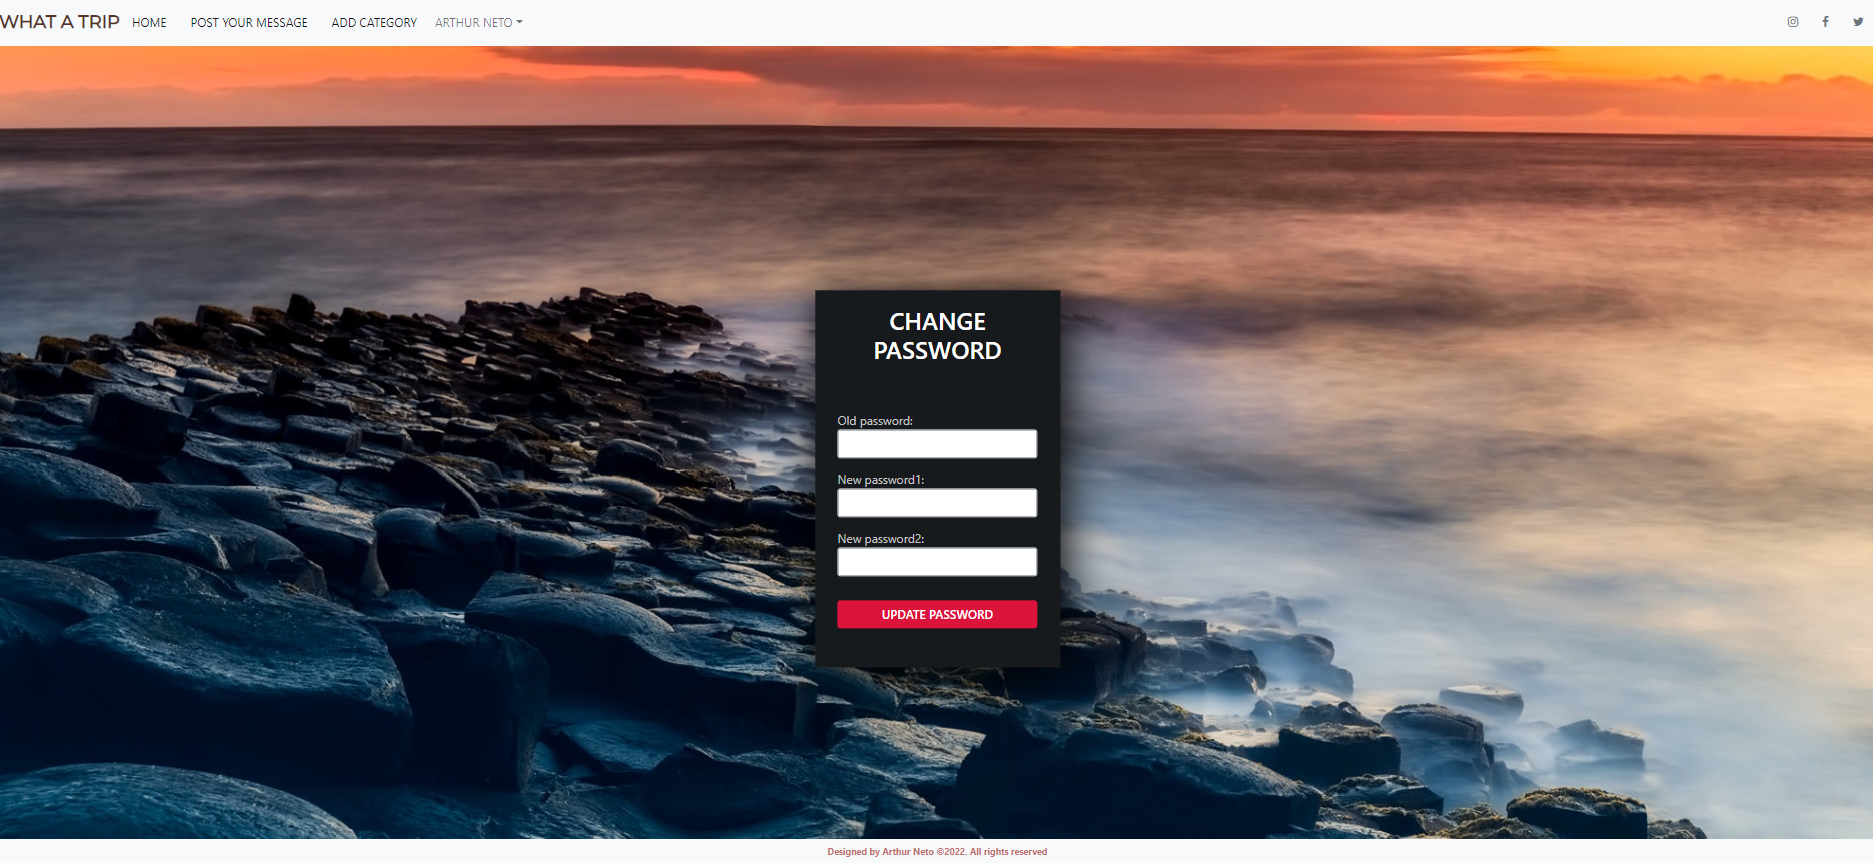 WHAT A TRIP HOME POST YOUR MESSAGE ADD CATEGORY ARTHUR NETO
CHANGE
PASSWORD
Old password:
New password1:
New password2:
UPDATE PASSWORD
Designed by Arthur Neto ©2022. All rights reserved